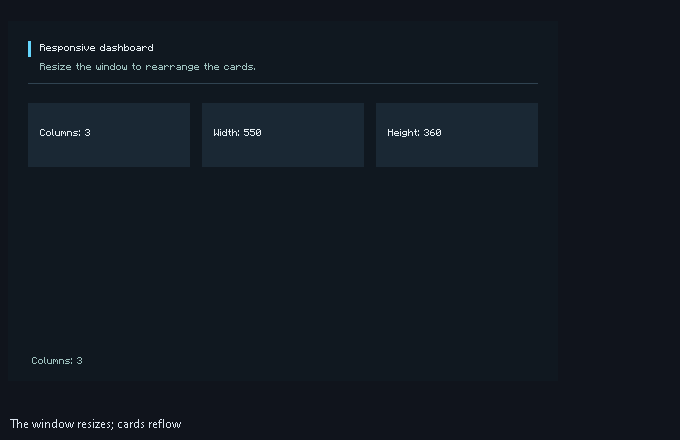 Responsive dashboard
Resize the window to rearrange the cards.
Columns: 3
Width: 550
Height: 360
Columns: 3
The window resizes; cards reflow